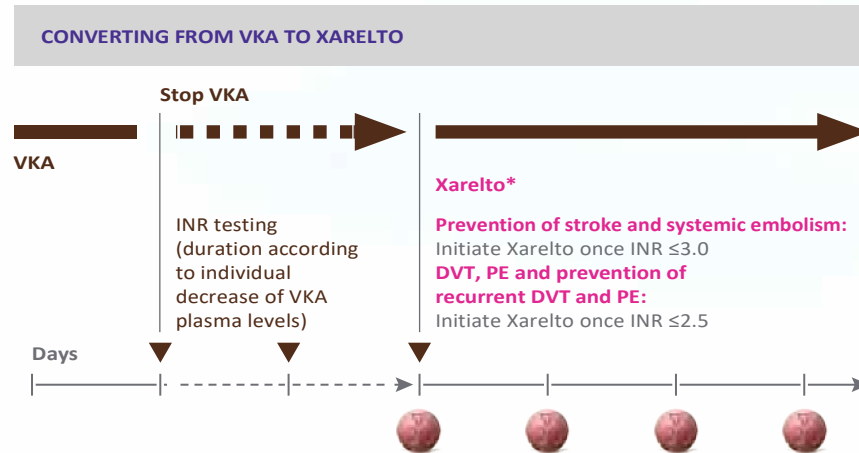 CONVERTING FROM VKA TO XARELTO
Stop VKA
VKA
INR testing
(duration according
to individual
decrease of VKA
plasma levels)
Xarelto*
Prevention of stroke and systemic embolism:
Initiate Xarelto once INR ≤3.0
DVT, PE and prevention of
recurrent DVT and PE:
Initiate Xarelto once INR ≤2.5
Days